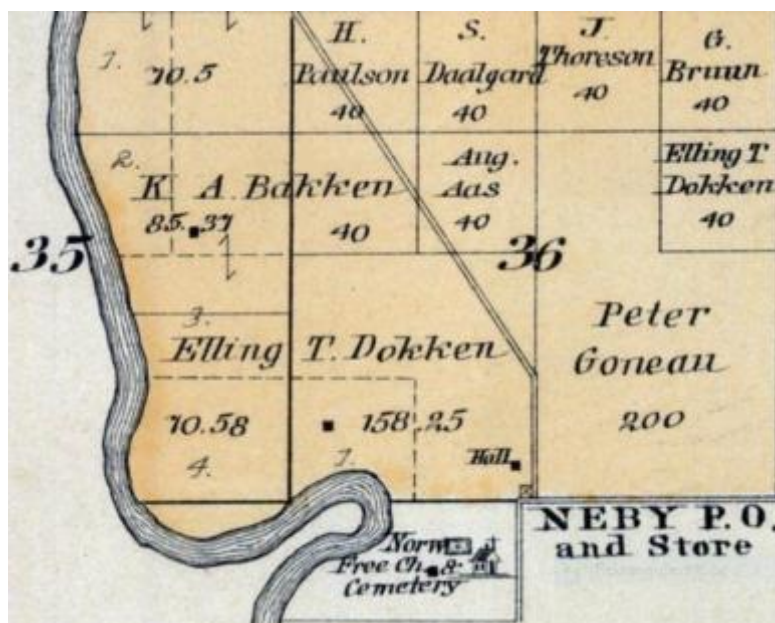 1.
70.5
H.
Paulson
40
S.
Daalgard
40
J.
Thoreson
40
G.
Bruun
40
2.
K A. Bakken
85.37
40
Aug.
Aas
40
Elling T
Dokken
40
35
36
3.
Elling T. Dokken
70.58
158.25
4.
1.
Hall
Peter
Goneau
200
NEBY P.O.
and Store
Norw
Free Ch. &
Cemetery